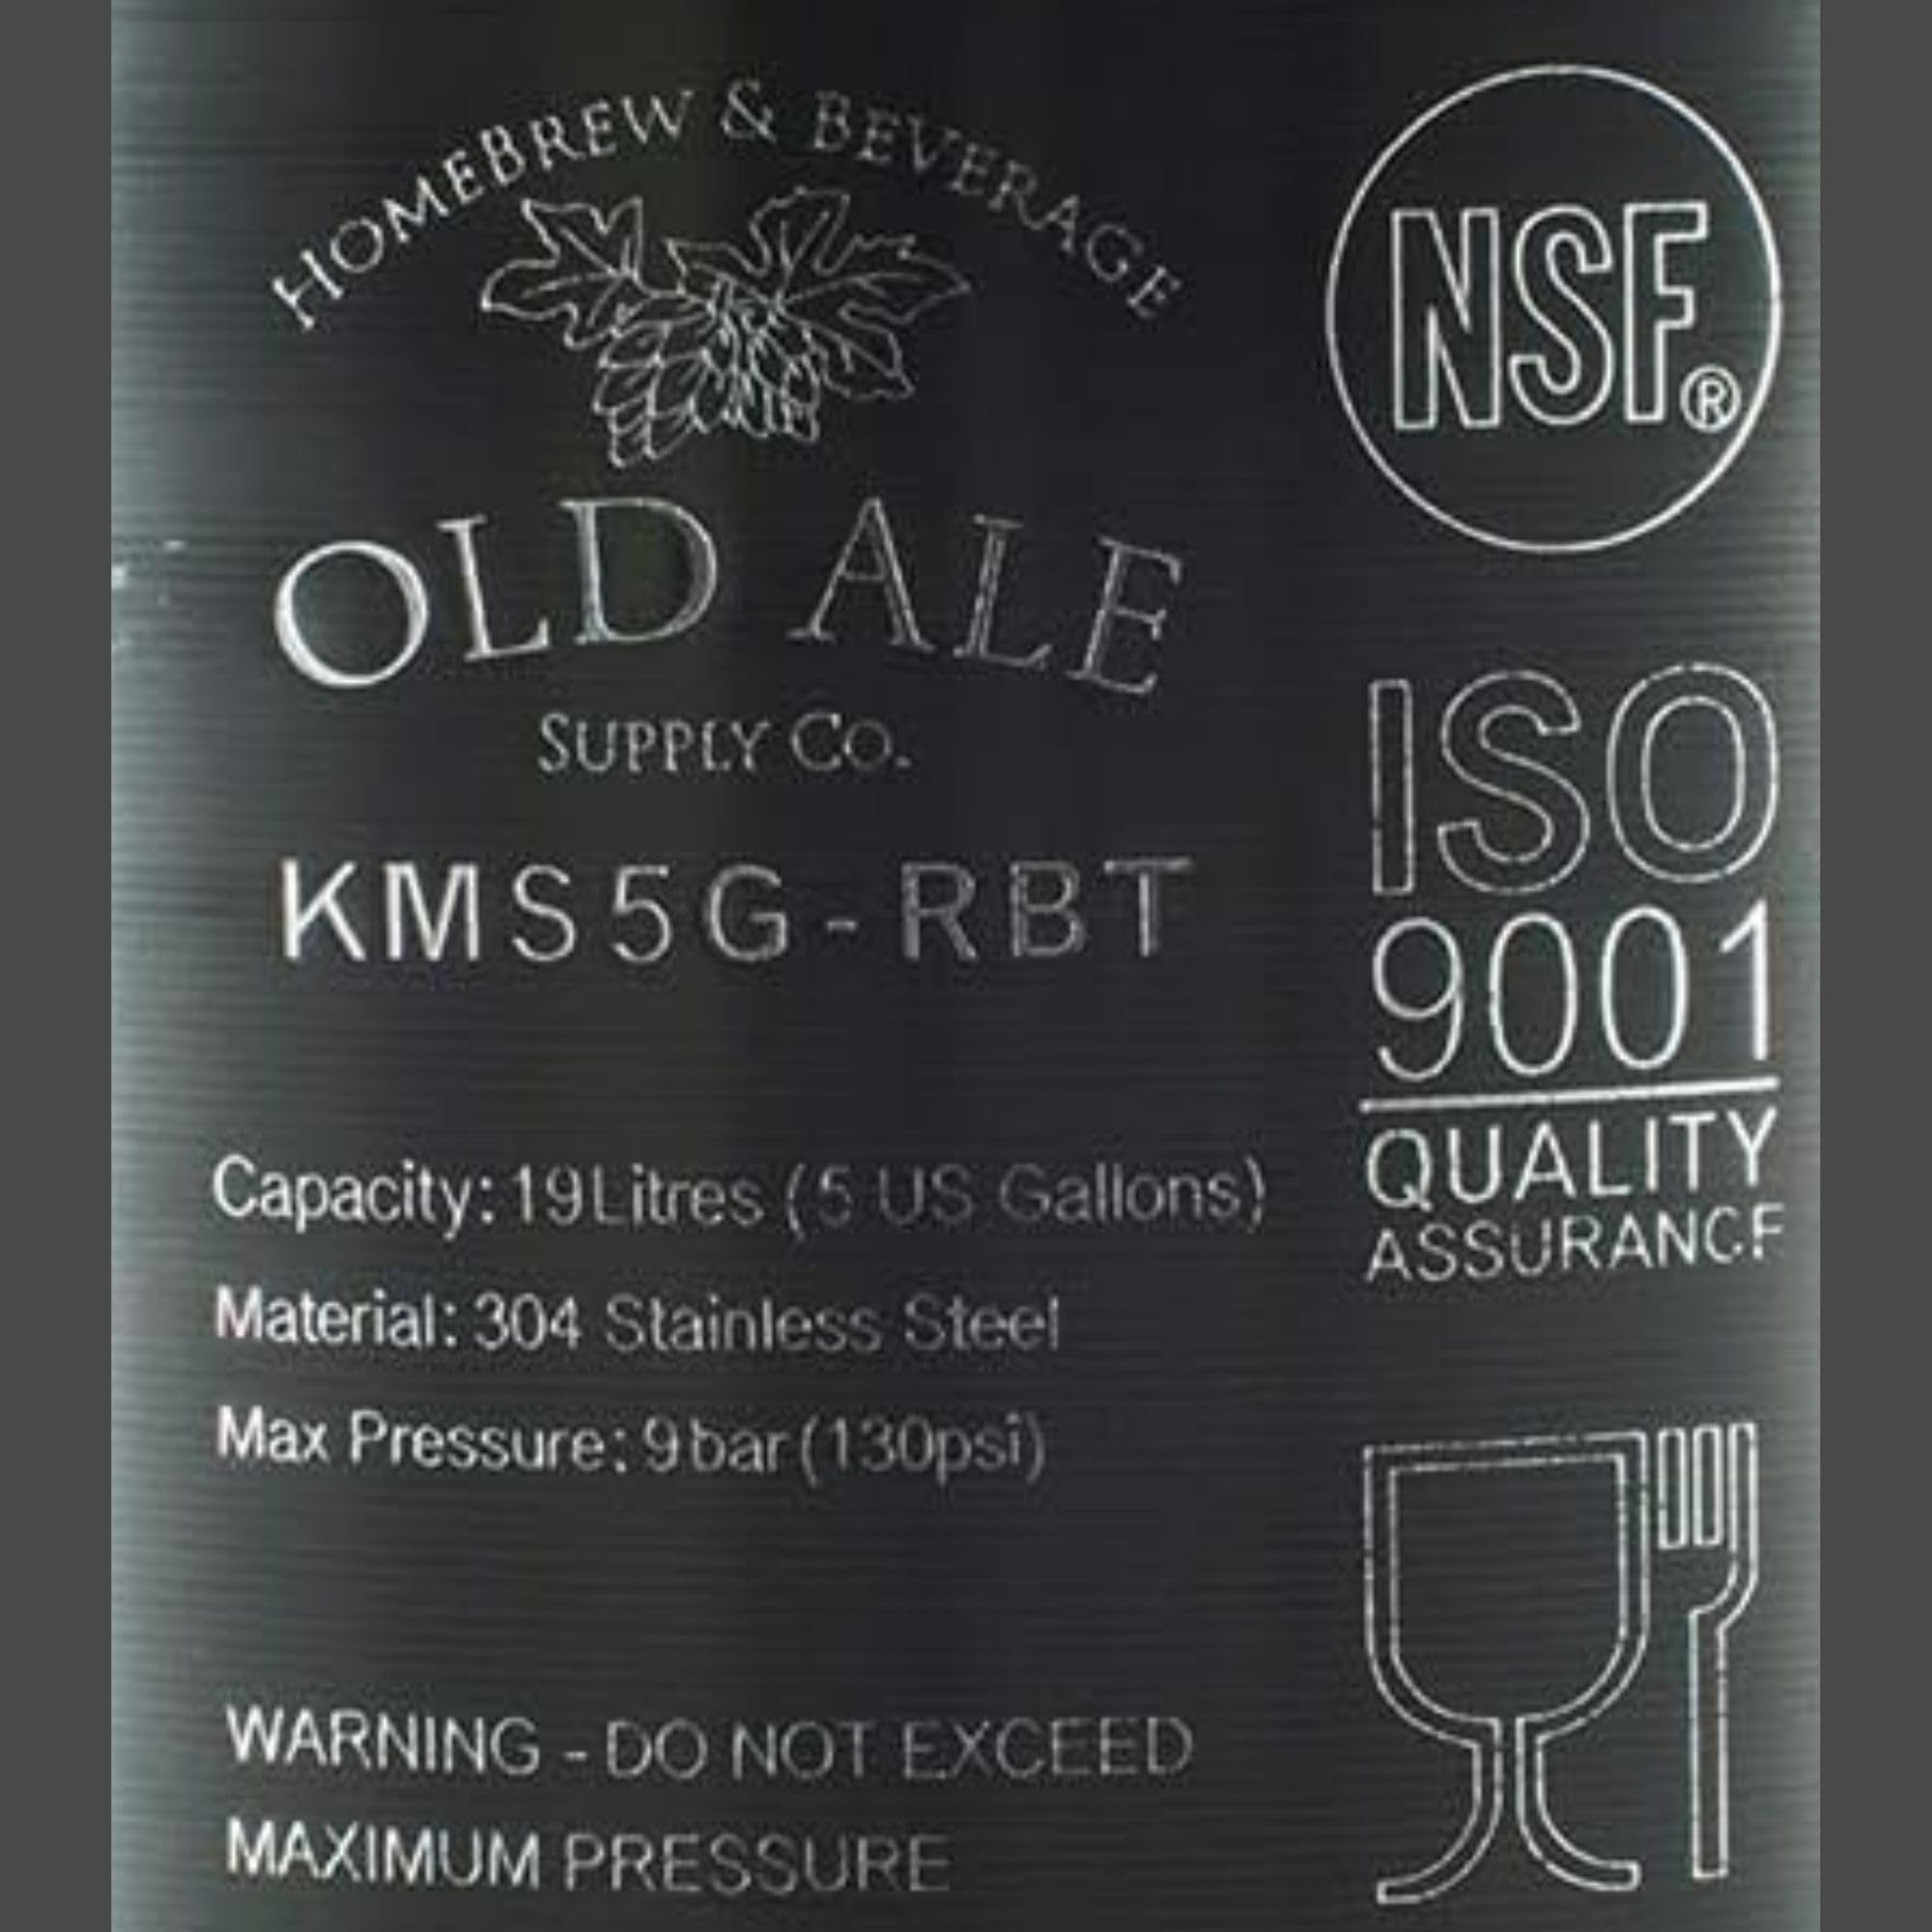 HOMEBREW & BEVERAGE
OLD ALE
SUPPLY CO.
KMS5G-RBT
Capacity: 19Litres (5 US Gallons)
Material: 304 Stainless Steel
Max Pressure: 9bar (130psi)
WARNING - DO NOT EXCEED
MAXIMUM PRESSURE
NSF®
ISO
9001
QUALITY
ASSURANCE